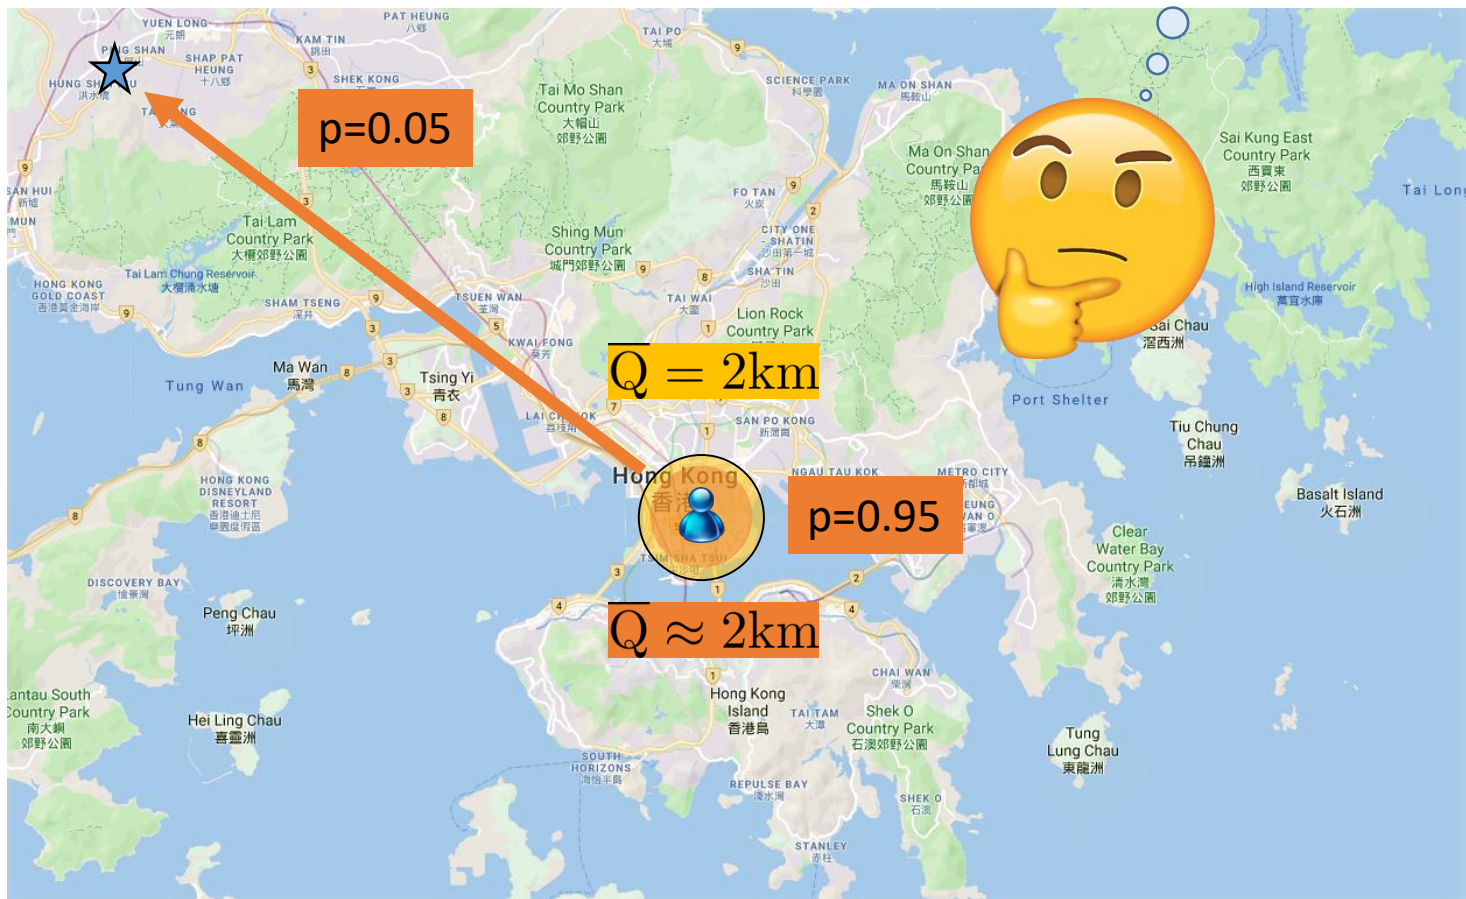 YUEN LONG
元朗
PAT HEUNG
八鄉
KAM TIN
錦田
TAI PO
大埔
SHAP PAT
HEUNG
十八鄉
SHEK KONG
SCIENCE PARK
科學園
MA ON SHAN
馬鞍山
洪水橋
p=0.05
Tai Mo Shan
Country Park
大帽山
郊野公園
Ma On Shan
馬鞍山
郊野公園
Sai Kung East
Country Park
西貢東
郊野公園
FO TAN
火炭
Tai Long
Tai Lam
Country Park
大欖郊野公園
Shing Mun
Country Park
城門郊野公園
CITY ONE
- SHATIN
沙田第一城
SHA TIN
沙田
Tai Lam Chung Reservoir
大欖涌水塘
HONG KONG
GOLD COAST
香港黃金海岸
SHAM TSENG
深井
TSUEN WAN
荃灣
TAI WAI
大圍
High Island Reservoir
萬宜水庫
Lion Rock
Country Park
KWAI FONG
葵芳
Sai Chau
滘西洲
Ma Wan
馬灣
Tsing Yi
青衣
Tung Wan
Q = 2km
Port Shelter
SAN PO KONG
新蒲崗
Tiu Chung
Chau
吊鐘洲
Hong Kong
NGAU TAU KOK
METRO CITY
HONG KONG
DISNEYLAND
RESORT
香港迪士尼
樂園度假區
Basalt Island
火石洲
p=0.95
Clear
Water Bay
Country Park
清水灣
郊野公園
TSIM SHA TSUI
DISCOVERY BAY
愉景灣
Peng Chau
坪洲
Q ≈ 2km
CHAI WAN
柴灣
Lantau South
Country Park
南大嶼
郊野公園
Hong Kong
Island
香港島
TAI TAM
大潭
Shek O
Country Park
石澳郊野公園
Hei Ling Chau
喜靈洲
Tung
Lung Chau
東龍洲
SOUTH
HORIZONS
海怡半島
REPULSE BAY
淺水灣
SHEK O
石澳
STANLEY
赤柱